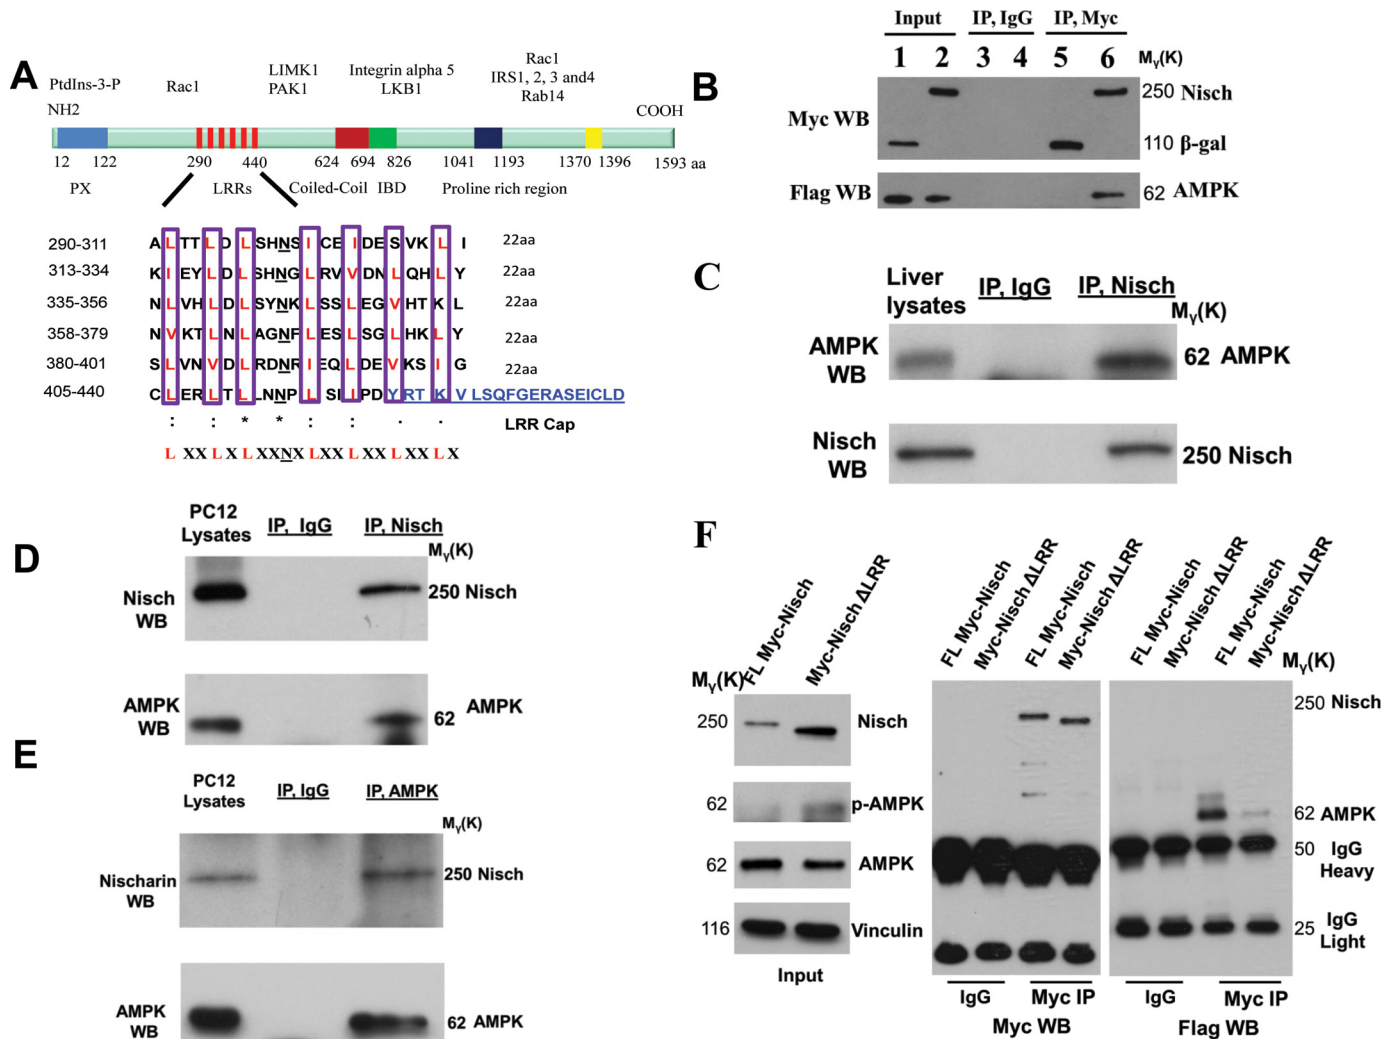 A
PtdIns-3-P
NH2
Rac1
LIMK1
PAK1
Integrin alpha 5
LKB1
Rac1
IRS1, 2, 3 and4
Rab14
COOH
12 122 290 440 624 694 826 1041 1193 1370 1396 1593 aa
PX LRRs Coiled-Coil IBD Proline rich region
290-311 A L TT L D L SHNS I CE I DE S VK L I 22aa
313-334 K I EY L D L SHNG L RV V DN L QH L Y 22aa
335-356 N L VH L D L SYNK L SS L EG V HT K L 22aa
358-379 N V KT L N L AGNF L ES L SG L HK L Y 22aa
380-401 S L VN V D L RDNR I EQ L DE V KS I G 22aa
405-440 C L ER L T L LNNP L S I I PD Y RT K V LSQFGERASEICLD
: : * * : : . .
LRR Cap
L XX L X L XXNX L XX L XX L XX L X
B
Input IP, IgG IP, Myc
1 2 3 4 5 6 Mγ(K)
Myc WB
250 Nisch
110 β-gal
Flag WB
62 AMPK
C
Liver
lysates
IP, IgG
IP, Nisch
Mγ(K)
AMPK
WB
62 AMPK
Nisch
WB
250 Nisch
D
PC12
Lysates
IP, IgG
IP, Nisch
Mγ(K)
Nisch
WB
250 Nisch
AMPK
WB
62 AMPK
E
PC12
Lysates
IP, IgG
IP, AMPK
Mγ(K)
Nischarin
WB
250 Nisch
AMPK
WB
62 AMPK
F
Mγ(K)
FL Myc-Nisch
Myc-Nisch ΔLRR
250 Nisch
62 p-AMPK
62 AMPK
116 Vinculin
Input
FL Myc-Nisch
Myc-Nisch ΔLRR
FL Myc-Nisch
Myc-Nisch ΔLRR
IgG Myc IP
Myc WB
FL Myc-Nisch
Myc-Nisch ΔLRR
FL Myc-Nisch
Myc-Nisch ΔLRR
Mγ(K)
250 Nisch
62 AMPK
50 IgG
Heavy
25 IgG
Light
IgG Myc IP
Flag WB